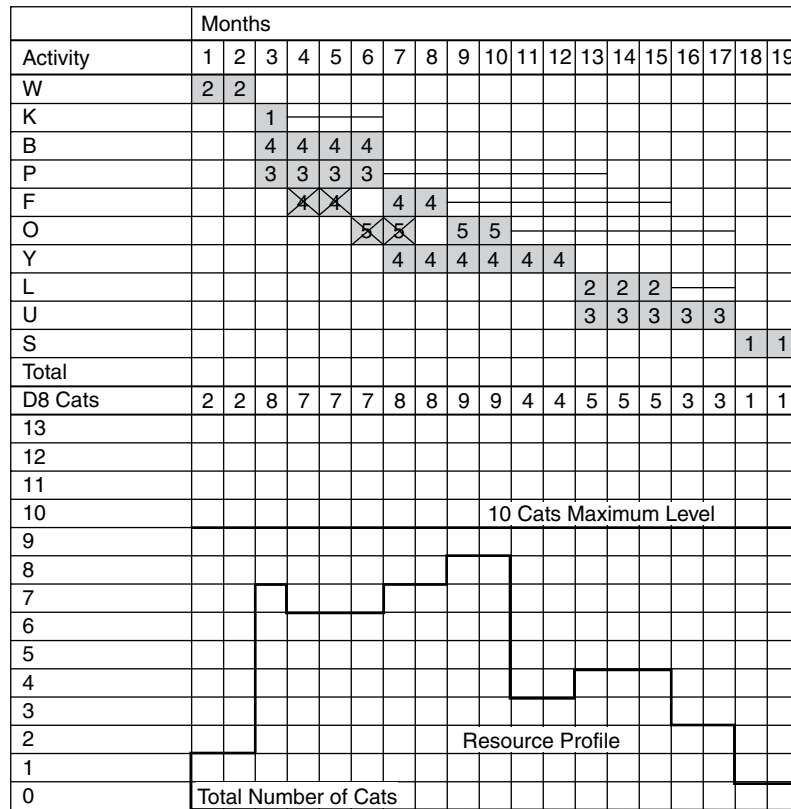 Months
Activity 1 2 3 4 5 6 7 8 9 10 11 12 13 14 15 16 17 18 19
W 2 2
K 1
B 4 4 4 4
P 3 3 3 3
F 4 4 4 4
O 5 5 5 5
Y 4 4 4 4 4 4
L 2 2 2
U 3 3 3 3 3
S 1 1
Total
D8 Cats 2 2 8 7 7 7 8 8 9 9 4 4 5 5 5 3 3 1 1
13
12
11
10 10 Cats Maximum Level
9
8
7
6
5
4
3
2 Resource Profile
1
0 Total Number of Cats